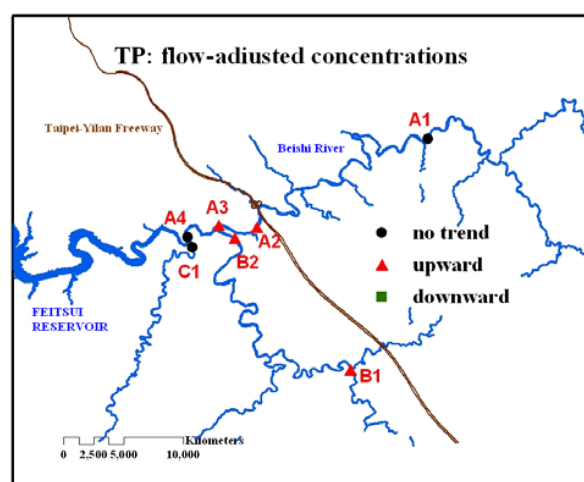 TP: flow-adjusted concentrations
A1
Taipei-Yilan Freeway
Beishi River
A3
A4
A2
no trend
B2
C1
upward
downward
FEITSUI
RESERVOIR
B1
Kilometers
0 2,500 5,000 10,000